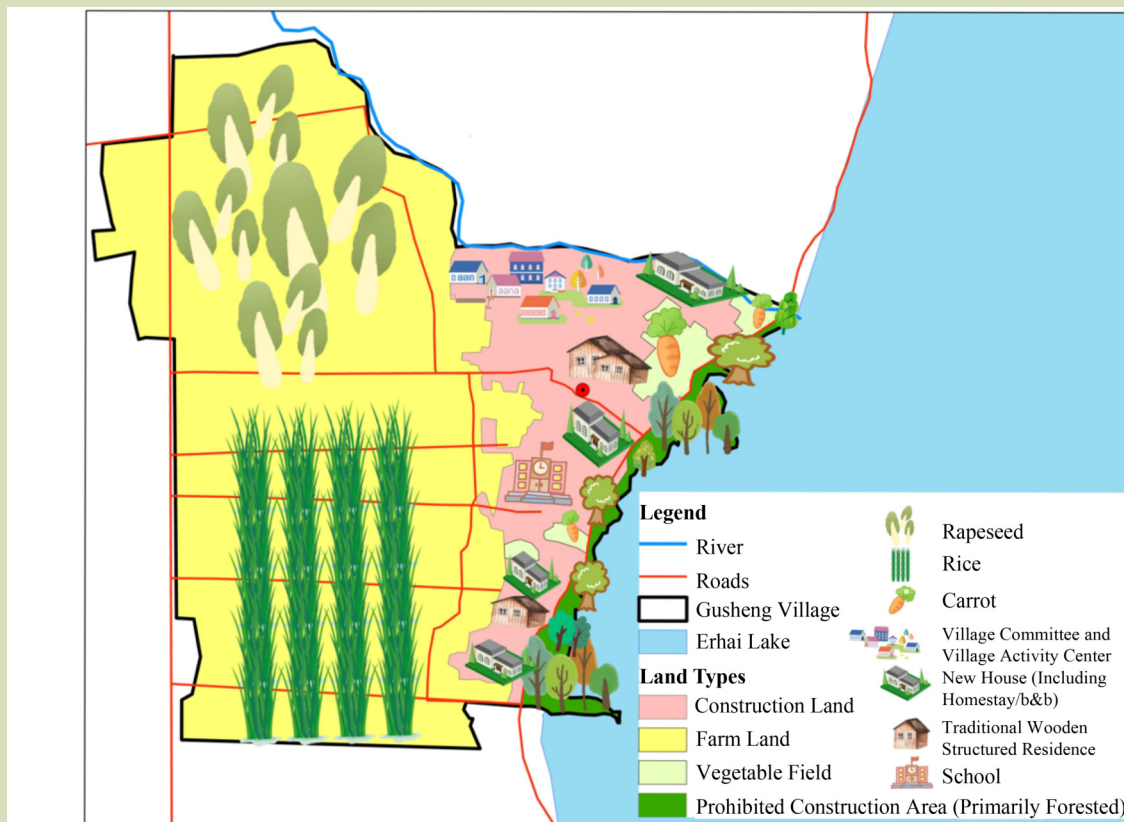 Legend
River
Roads
Gusheng Village
Erhai Lake
Land Types
Construction Land
Farm Land
Vegetable Field
Prohibited Construction Area (Primarily Forested)
Rapeseed
Rice
Carrot
Village Committee and
Village Activity Center
New House (Including
Homestay/b&b)
Traditional Wooden
Structured Residence
School